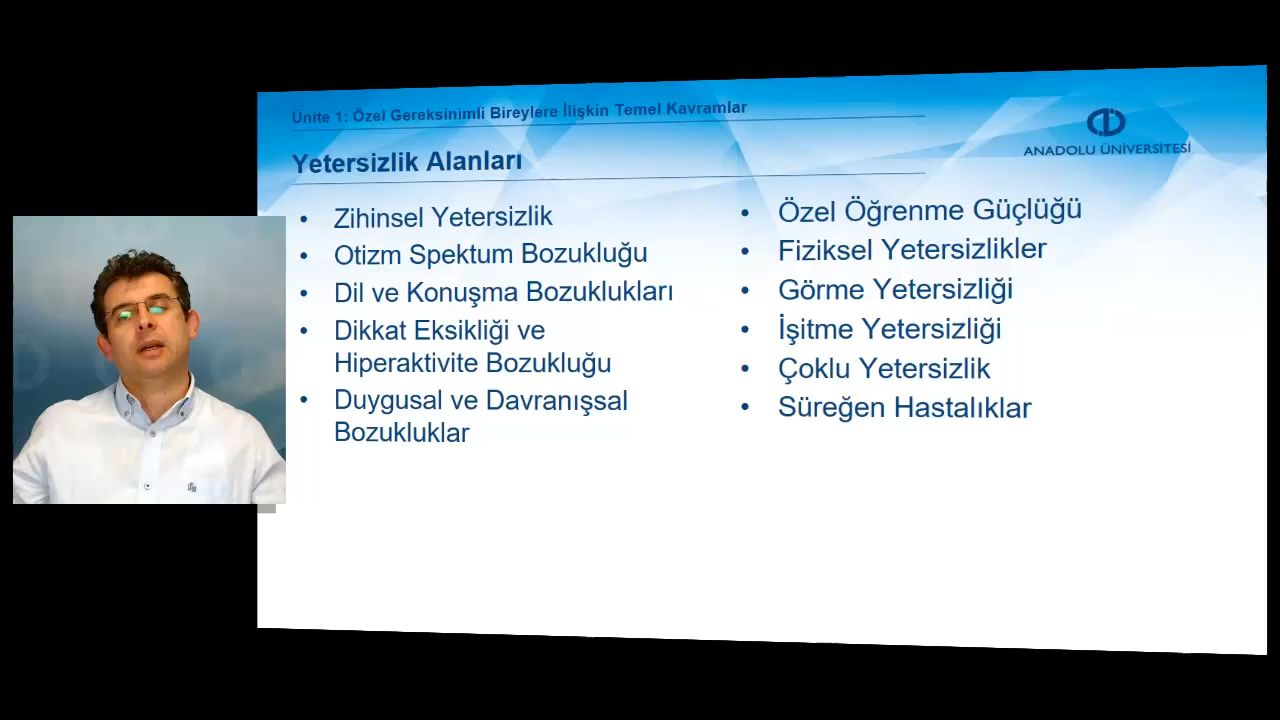 Ünite 1: Özel Gereksinimli Bireylere İlişkin Temel Kavramlar
ANADOLU ÜNİVERSİTESİ
Yetersizlik Alanları
• Zihinsel Yetersizlik
• Otizm Spektum Bozukluğu
• Dil ve Konuşma Bozuklukları
• Dikkat Eksikliği ve
Hiperaktivite Bozukluğu
• Duygusal ve Davranışsal
Bozukluklar
• Özel Öğrenme Güçlüğü
• Fiziksel Yetersizlikler
• Görme Yetersizliği
• İşitme Yetersizliği
• Çoklu Yetersizlik
• Süreğen Hastalıklar